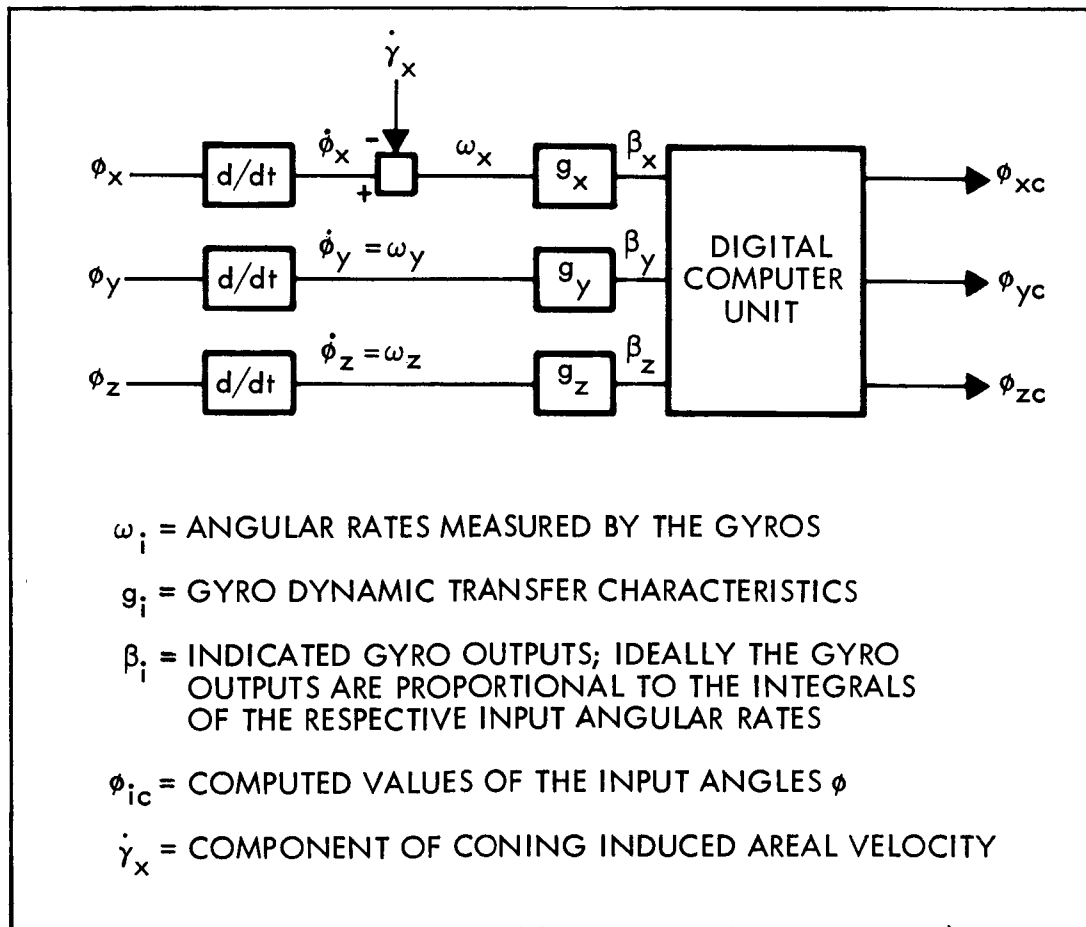 γ̇x
ϕx d/dt ϕ̇x - + ωx gx βx ϕxc
ϕy d/dt ϕ̇y = ωy gy βy ϕyc
DIGITAL
COMPUTER
UNIT
ϕz d/dt ϕ̇z = ωz gz βz ϕzc
ωi = ANGULAR RATES MEASURED BY THE GYROS
gi = GYRO DYNAMIC TRANSFER CHARACTERISTICS
βi = INDICATED GYRO OUTPUTS; IDEALLY THE GYRO
OUTPUTS ARE PROPORTIONAL TO THE INTEGRALS
OF THE RESPECTIVE INPUT ANGULAR RATES
ϕic = COMPUTED VALUES OF THE INPUT ANGLES ϕ
γ̇x = COMPONENT OF CONING INDUCED AREAL VELOCITY